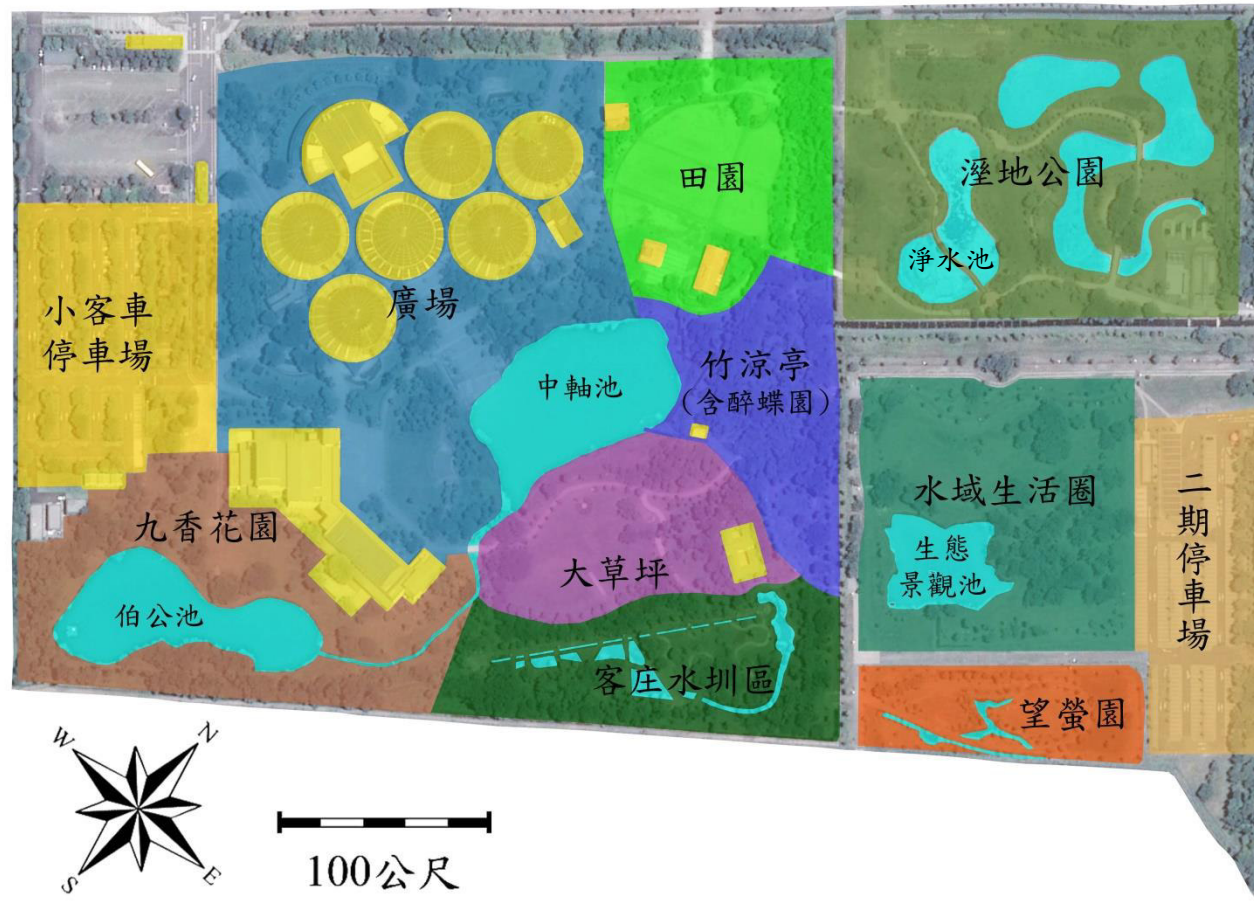 田園
溼地公園
淨水池
小客車
停車場
廣場
中軸池
竹涼亭
（含醉蝶園）
九香花園
伯公池
大草坪
客庄水圳區
水域生活圈
生態
景觀池
二期停車場
望螢園
W
N
S
E
100公尺